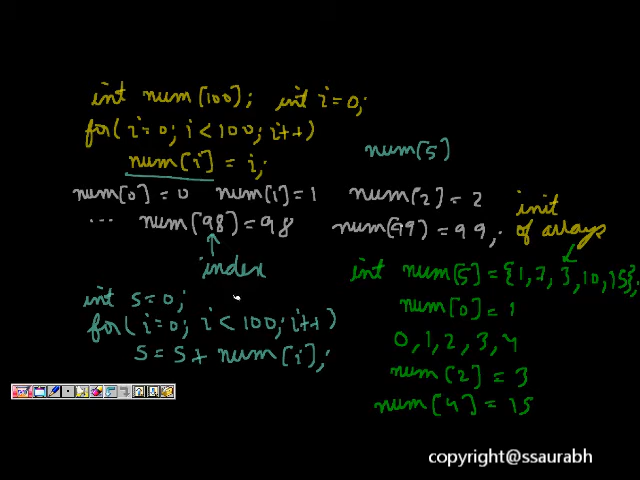 int num[100];  int i=0;
for( i=0; i<100; i++)
num[i] = i;
num[5]
num[0]=0  num[1]=1  num[2]=2
... num[98]=98  num[99]=99;
index
init
of arrays
int num[5]={1,7,3,10,15};
num[0]=1
0,1,2,3,4
num[2]=3
num[4]=15
int s=0;
for( i=0; i<100; i++)
s=s+num[i];
copyright@ssaurabh